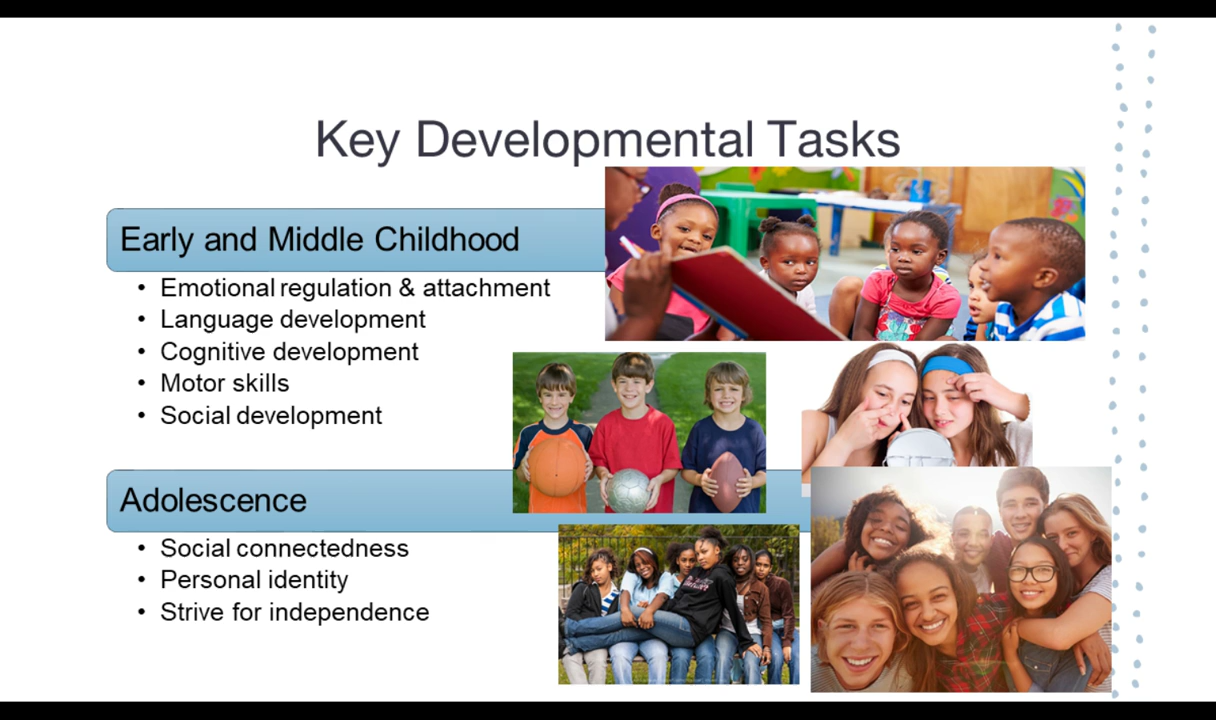 Key Developmental Tasks
Early and Middle Childhood
• Emotional regulation & attachment
• Language development
• Cognitive development
• Motor skills
• Social development
Adolescence
• Social connectedness
• Personal identity
• Strive for independence